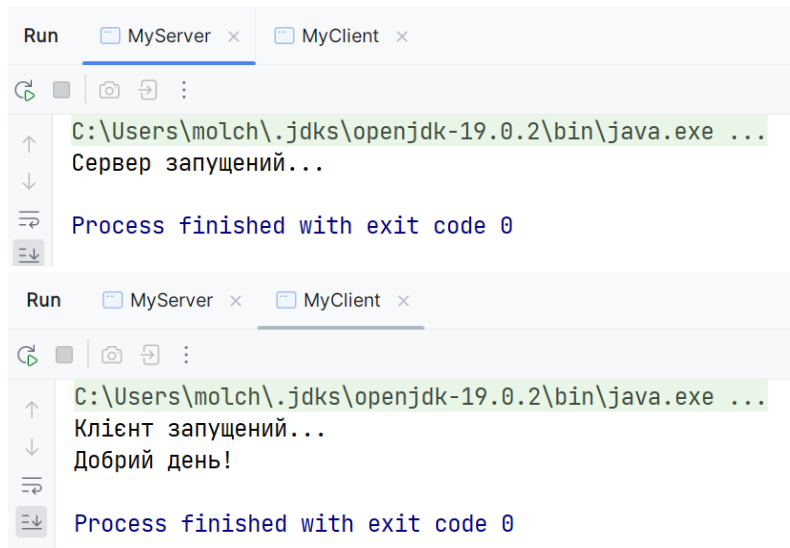 Run MyServer × MyClient ×
C:\Users\molch\.jdks\openjdk-19.0.2\bin\java.exe ...
Сервер запущений...
Process finished with exit code 0
Run MyServer × MyClient ×
C:\Users\molch\.jdks\openjdk-19.0.2\bin\java.exe ...
Клієнт запущений...
Добрий день!
Process finished with exit code 0